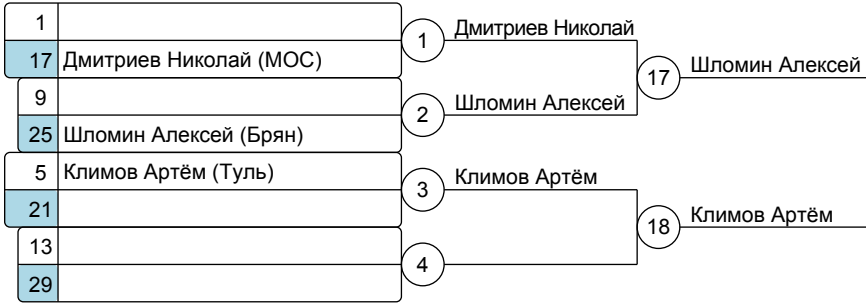 1
17 Дмитриев Николай (МОС)
1 Дмитриев Николай
9
25 Шломин Алексей (Брян)
2 Шломин Алексей
17 Шломин Алексей
5 Климов Артём (Туль)
21
3 Климов Артём
13
29
4
18 Климов Артём